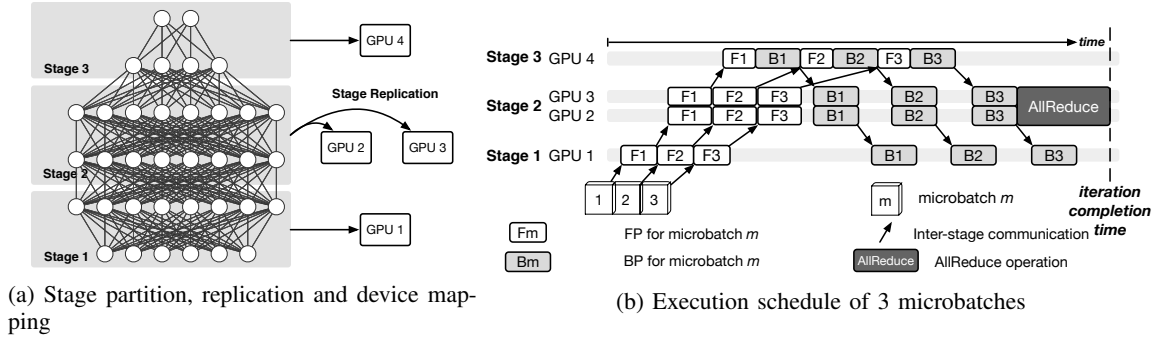 Stage 3
GPU 4
Stage Replication
GPU 2
GPU 3
Stage 2
GPU 1
Stage 1
(a) Stage partition, replication and device map-
ping
time
Stage 3 GPU 4 F1 B1 F2 B2 F3 B3
GPU 3 F1 F2 F3 B1 B2 B3
Stage 2
GPU 2 F1 F2 F3 B1 B2 B3
AllReduce
Stage 1 GPU 1 F1 F2 F3 B1 B2 B3
1 2 3
m microbatch m
iteration
completion
time
Fm FP for microbatch m
Inter-stage communication
Bm BP for microbatch m
AllReduce AllReduce operation
(b) Execution schedule of 3 microbatches